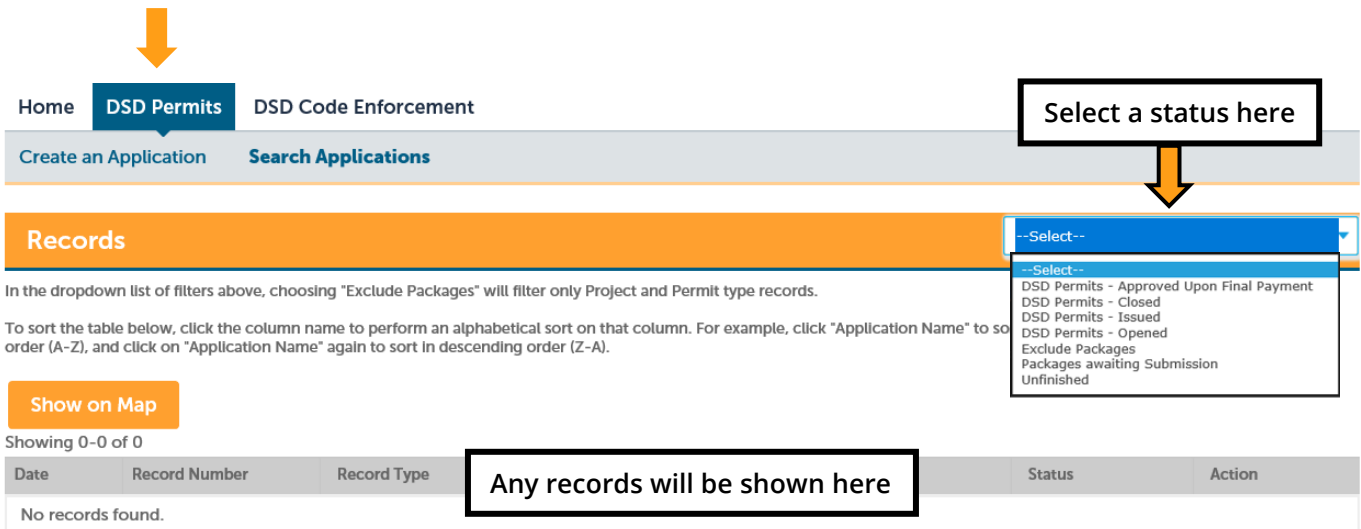 Home DSD Permits DSD Code Enforcement
Select a status here
Create an Application Search Applications
Records
--Select--
--Select--
DSD Permits - Approved Upon Final Payment
DSD Permits - Closed
DSD Permits - Issued
DSD Permits - Opened
Exclude Packages
Packages awaiting Submission
Unfinished
In the dropdown list of filters above, choosing "Exclude Packages" will filter only Project and Permit type records.
To sort the table below, click the column name to perform an alphabetical sort on that column. For example, click "Application Name" to so
order (A-Z), and click on "Application Name" again to sort in descending order (Z-A).
Show on Map
Showing 0-0 of 0
Date Record Number Record Type Status Action
Any records will be shown here
No records found.